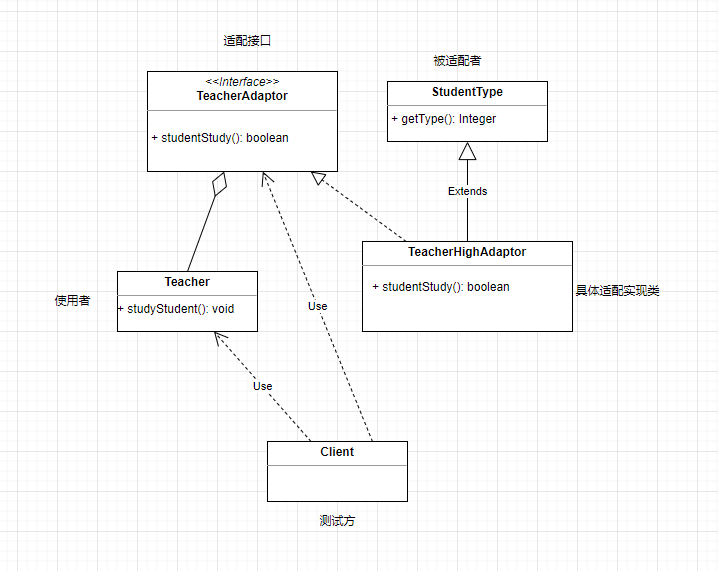 适配接口
<<Interface>>
TeacherAdaptor
+ studentStudy(): boolean
被适配者
StudentType
+ getType(): Integer
Extends
TeacherHighAdaptor
+ studentStudy(): boolean
具体适配实现类
使用者
Teacher
+ studyStudent(): void
Use
Use
Client
测试方